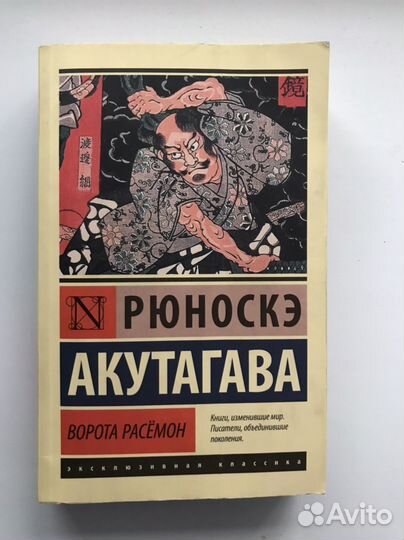 鏡
渡
邊
綱
N
РЮНОСКЭ
АКУТАГАВА
ВОРОТА РАСЁМОН
Книги, изменившие мир.
Писатели, объединившие
поколения.
эксклюзивная классика
Avito